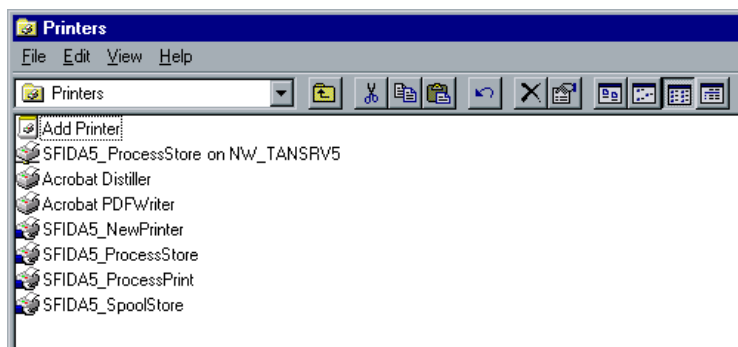 Printers
File Edit View Help
Printers
Add Printer
SFIDA5_ProcessStore on NW_TANSRV5
Acrobat Distiller
Acrobat PDFWriter
SFIDA5_NewPrinter
SFIDA5_ProcessStore
SFIDA5_ProcessPrint
SFIDA5_SpoolStore